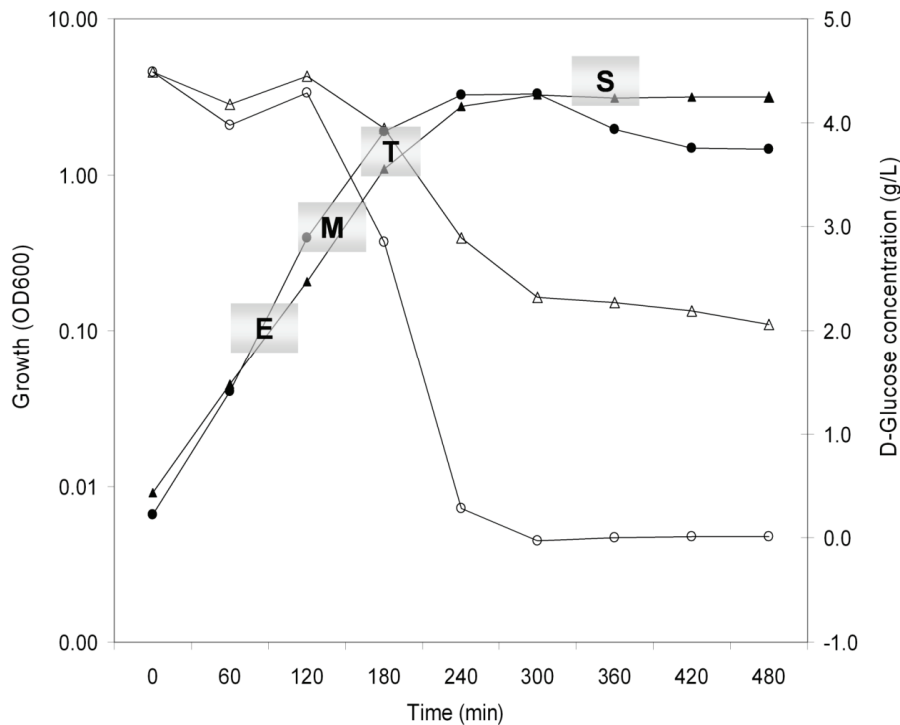 10.00
1.00
0.10
0.01
0.00
Growth (OD600)
5.0
4.0
3.0
2.0
1.0
0.0
-1.0
D-Glucose concentration (g/L)
S
T
M
E
0 60 120 180 240 300 360 420 480
Time (min)